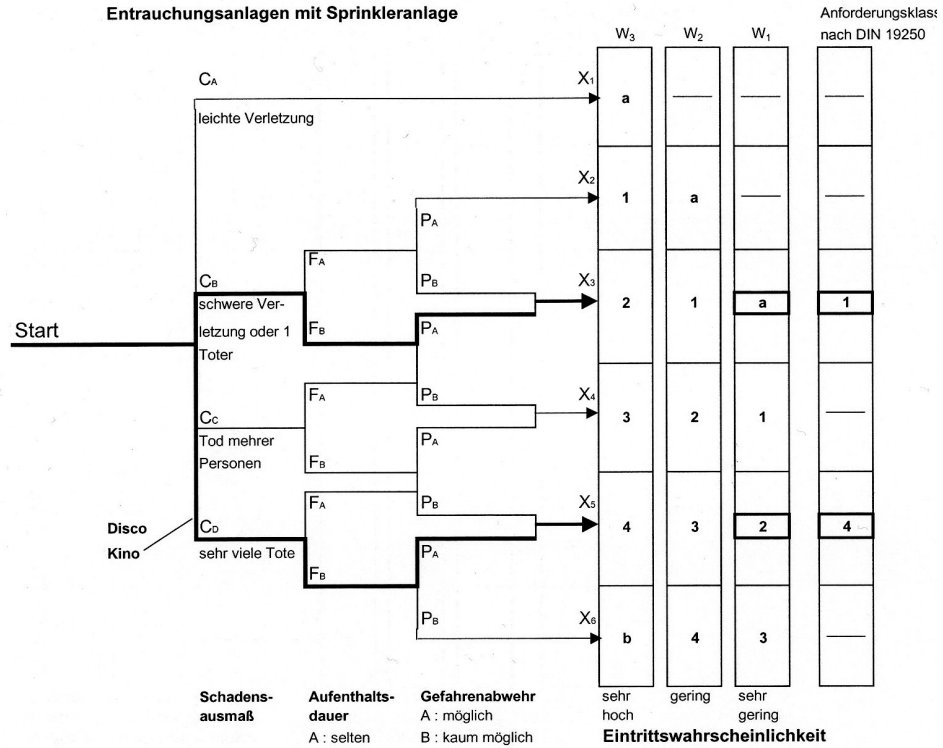 Entrauchungsanlagen mit Sprinkleranlage
Anforderungsklass
nach DIN 19250
W3 W2 W1
CA X1 a — — —
leichte Verletzung
X2 1 a — —
PA
FA
PB
CB X3 2 1 a 1
schwere Ver-
letzung oder 1
Toter
FB PA
Start
FA PB X4 3 2 1 —
CC
Tod mehrer
Personen
PA
FB
FA PB X5 4 3 2 4
Disco
Kino
CD
sehr viele Tote
PA
FB
PB X6 b 4 3 —
Schadens-
ausmaß
Aufenthalts-
dauer
A : selten
Gefahrenabwehr
A : möglich
B : kaum möglich
sehr
hoch
gering
sehr
gering
Eintrittswahrscheinlichkeit